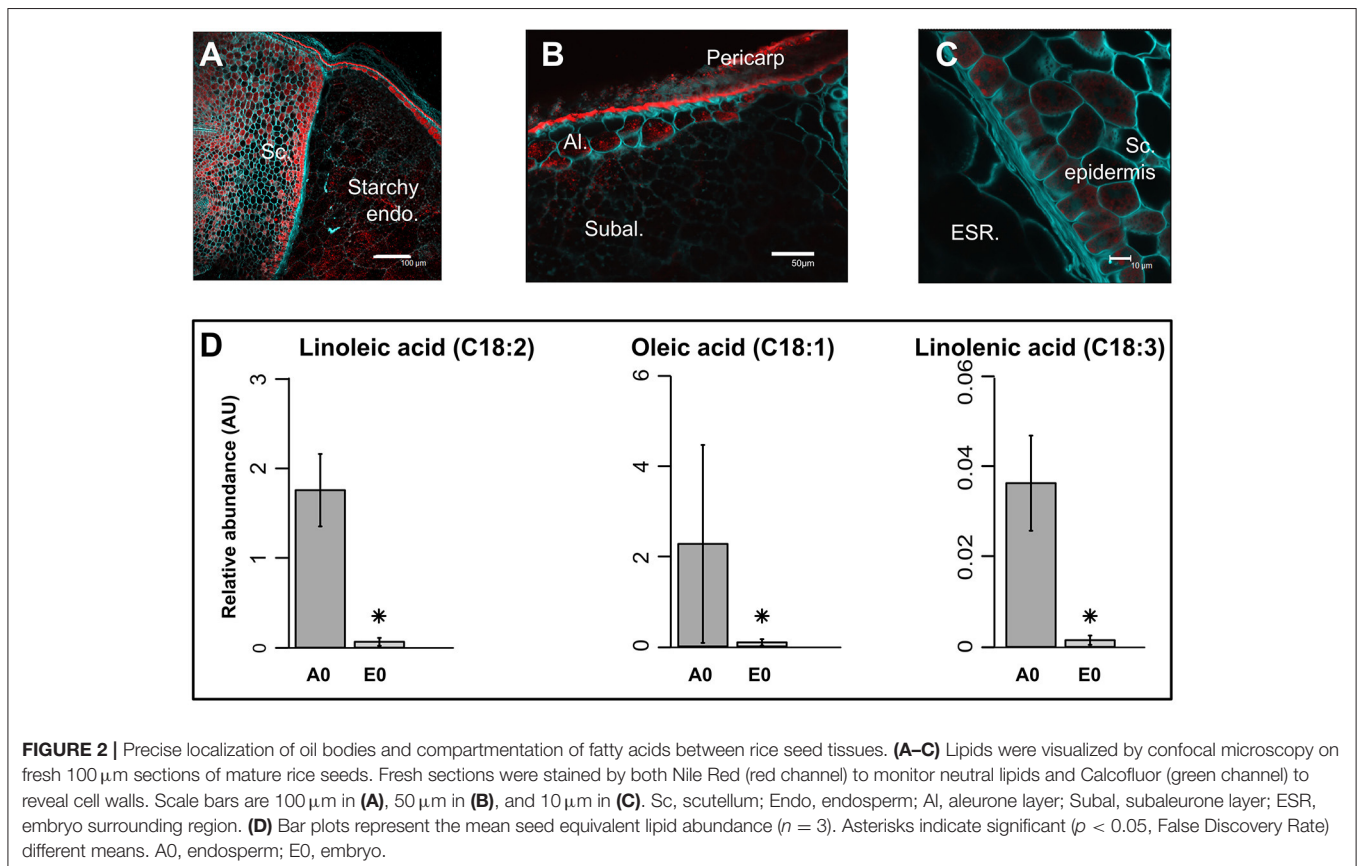 A
Sc.
Starchy
endo.
100 µm
B
Pericarp
Al.
Subal.
50µm
C
Sc.
epidermis
ESR.
10 µm
D
Linoleic acid (C18:2)
Relative abundance (AU)
3
2
1
0
*
A0 E0
Oleic acid (C18:1)
6
4
2
0
*
A0 E0
Linolenic acid (C18:3)
0.06
0.04
0.02
0
*
A0 E0
FIGURE 2 | Precise localization of oil bodies and compartmentation of fatty acids between rice seed tissues. (A–C) Lipids were visualized by confocal microscopy on
fresh 100 µm sections of mature rice seeds. Fresh sections were stained by both Nile Red (red channel) to monitor neutral lipids and Calcofluor (green channel) to
reveal cell walls. Scale bars are 100 µm in (A), 50 µm in (B), and 10 µm in (C). Sc, scutellum; Endo, endosperm; Al, aleurone layer; Subal, subaleurone layer; ESR,
embryo surrounding region. (D) Bar plots represent the mean seed equivalent lipid abundance (n = 3). Asterisks indicate significant (p < 0.05, False Discovery Rate)
different means. A0, endosperm; E0, embryo.